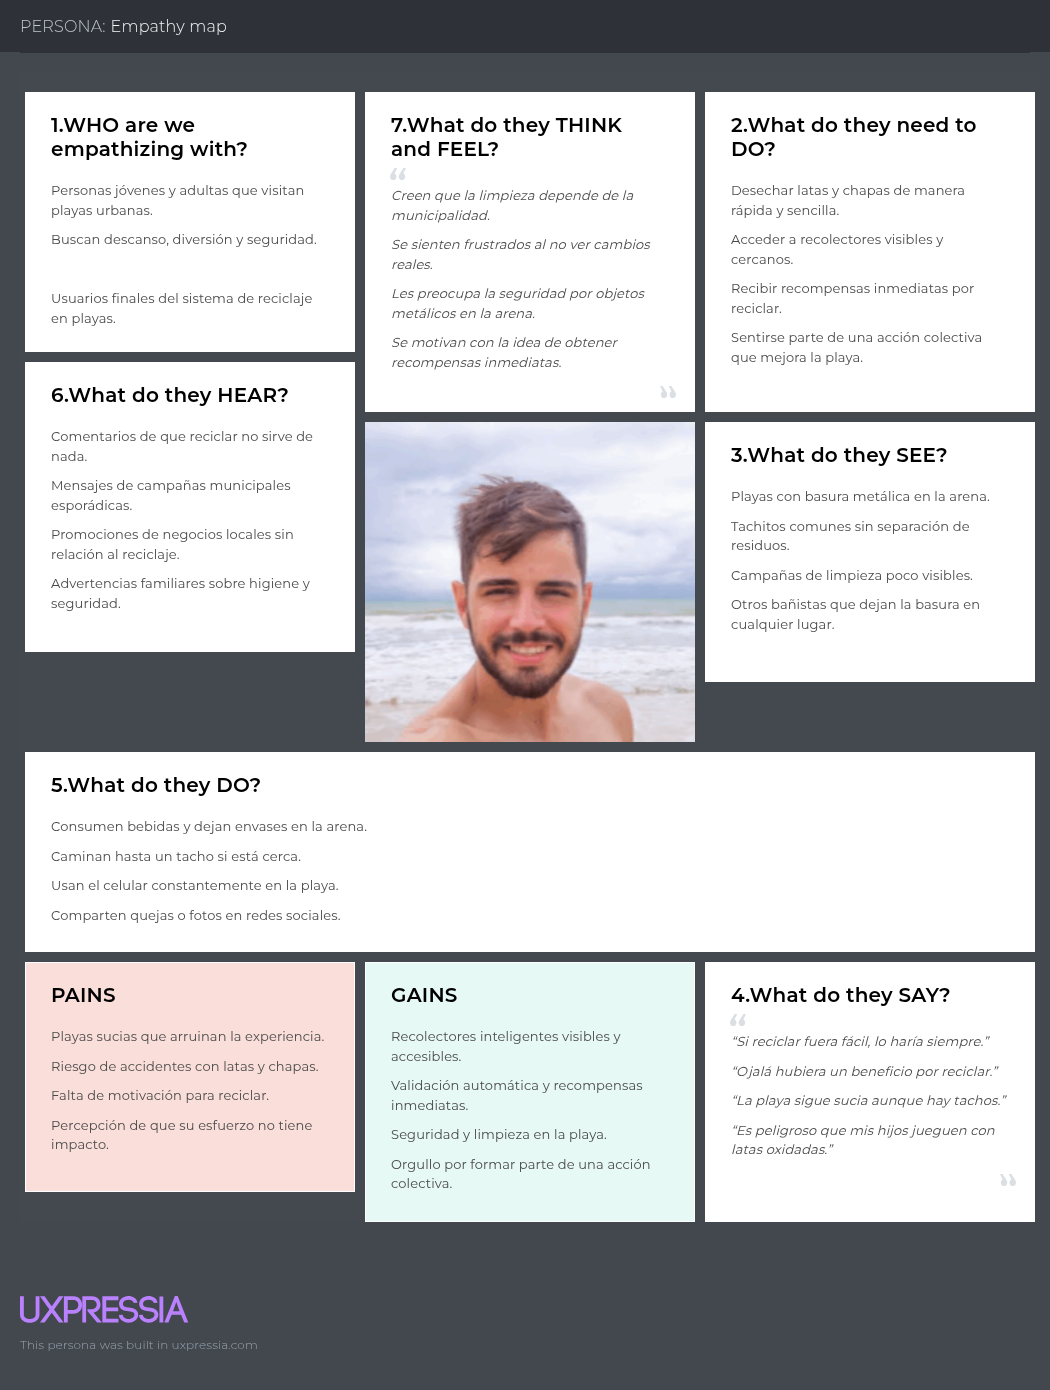 PERSONA: Empathy map
1.WHO are we
empathizing with?
Personas jóvenes y adultas que visitan
playas urbanas.
Buscan descanso, diversión y seguridad.
Usuarios finales del sistema de reciclaje
en playas.
7.What do they THINK
and FEEL?
“
Creen que la limpieza depende de la
municipalidad.
Se sienten frustrados al no ver cambios
reales.
Les preocupa la seguridad por objetos
metálicos en la arena.
Se motivan con la idea de obtener
recompensas inmediatas.
”
2.What do they need to
DO?
Desechar latas y chapas de manera
rápida y sencilla.
Acceder a recolectores visibles y
cercanos.
Recibir recompensas inmediatas por
reciclar.
Sentirse parte de una acción colectiva
que mejora la playa.
6.What do they HEAR?
Comentarios de que reciclar no sirve de
nada.
Mensajes de campañas municipales
esporádicas.
Promociones de negocios locales sin
relación al reciclaje.
Advertencias familiares sobre higiene y
seguridad.
3.What do they SEE?
Playas con basura metálica en la arena.
Tachitos comunes sin separación de
residuos.
Campañas de limpieza poco visibles.
Otros bañistas que dejan la basura en
cualquier lugar.
5.What do they DO?
Consumen bebidas y dejan envases en la arena.
Caminan hasta un tacho si está cerca.
Usan el celular constantemente en la playa.
Comparten quejas o fotos en redes sociales.
PAINS
Playas sucias que arruinan la experiencia.
Riesgo de accidentes con latas y chapas.
Falta de motivación para reciclar.
Percepción de que su esfuerzo no tiene
impacto.
GAINS
Recolectores inteligentes visibles y
accesibles.
Validación automática y recompensas
inmediatas.
Seguridad y limpieza en la playa.
Orgullo por formar parte de una acción
colectiva.
4.What do they SAY?
“
“Si reciclar fuera fácil, lo haría siempre.”
“Ojalá hubiera un beneficio por reciclar.”
“La playa sigue sucia aunque hay tachos.”
“Es peligroso que mis hijos jueguen con
latas oxidadas.”
”
UXPRESSIA
This persona was built in uxpressia.com